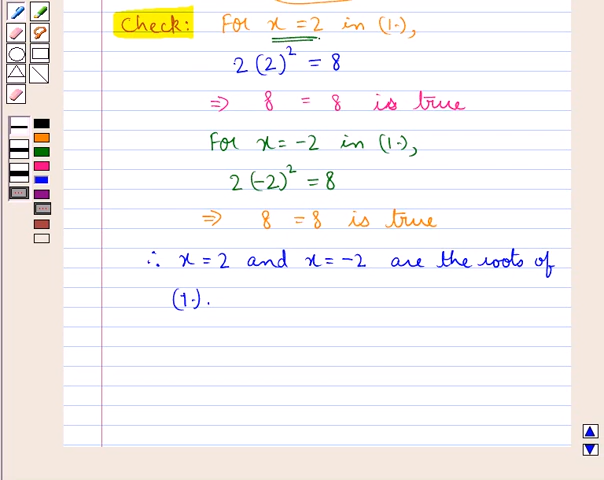 Check: For x = 2 in (1.),
2(2)² = 8
⇒ 8 = 8 is true
For x = -2 in (1.),
2(-2)² = 8
⇒ 8 = 8 is true
∴ x = 2 and x = -2 are the roots of
(1.).